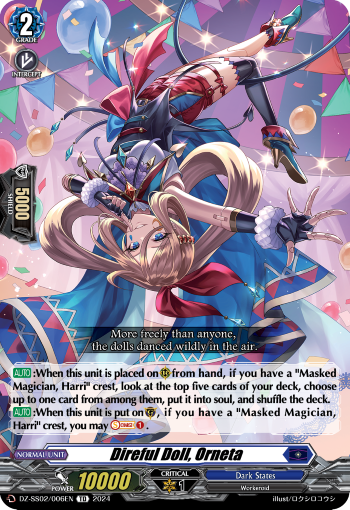 2
GRADE
INTERCEPT
5000
SHIELD
More freely than anyone,
the dolls danced wildly in the air.
AUTO:When this unit is placed on RC from hand, if you have a "Masked
Magician, Harri" crest, look at the top five cards of your deck, choose
up to one card from among them, put it into soul, and shuffle the deck.
AUTO:When this unit is put on GC, if you have a "Masked Magician,
Harri" crest, you may SC 1.
NORMAL UNIT
Direful Doll, Orneta
POWER 10000
CRITICAL
1
Dark States
Workeroid
DZ-SS02/006EN TD 2024
illust/ロクシロコウシ